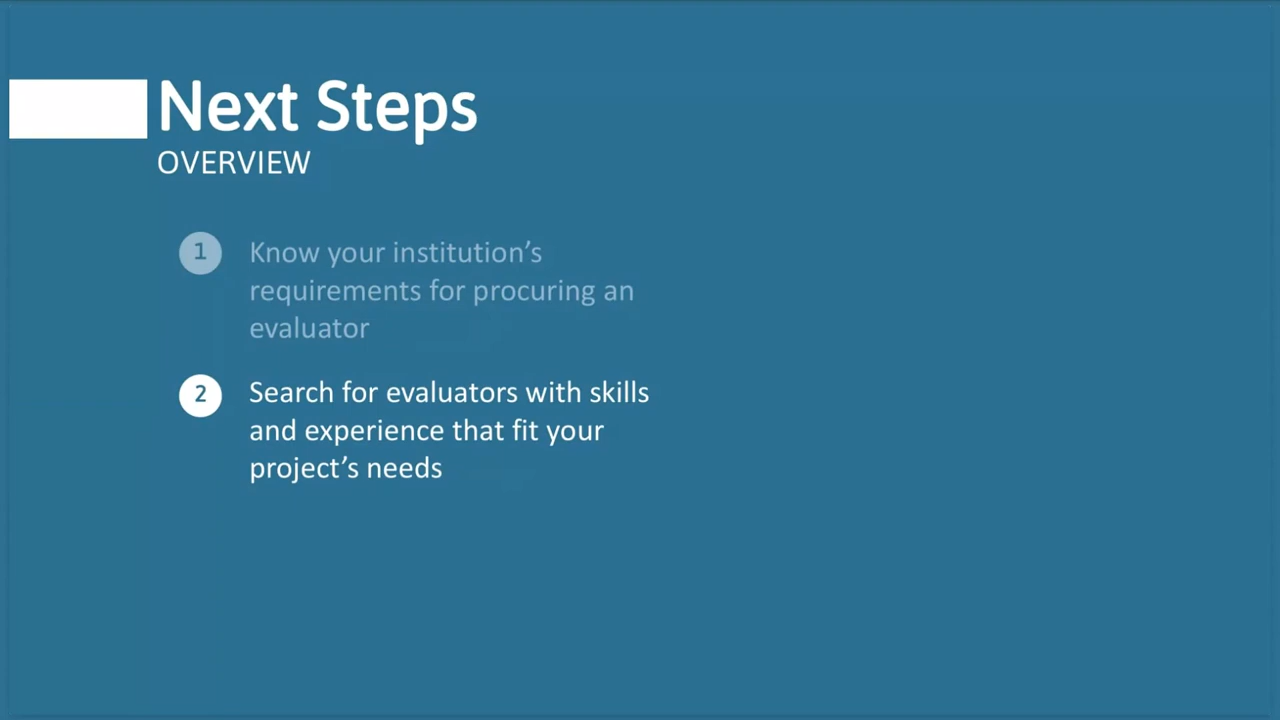 Next Steps
OVERVIEW
1
Know your institution’s
requirements for procuring an
evaluator
2
Search for evaluators with skills
and experience that fit your
project’s needs